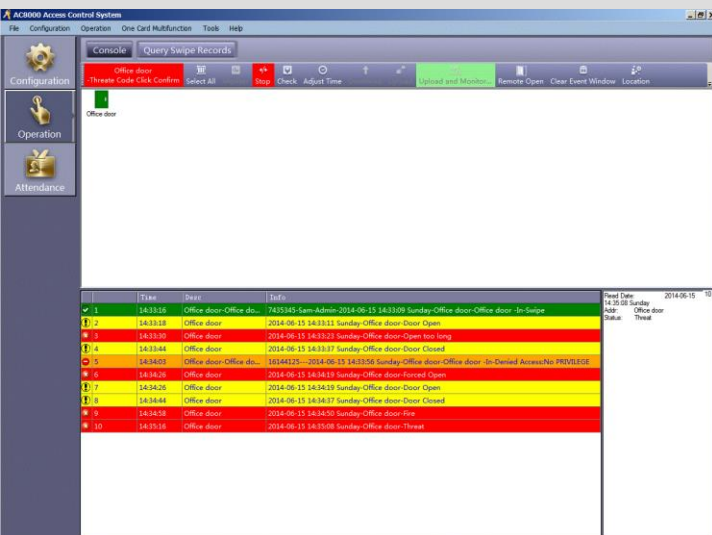 AC8000 Access Control System
File Configuration Operation One Card Multifunction Tools Help
Configuration
Operation
Attendance
Console Query Swipe Records
Office door
-Threate Code Click Confirm
Select All
Stop
Check
Adjust Time
Upload and Monitor...
Remote Open
Clear Event Window
Location
Office door
Time Desc Info
1 14:33:16 Office door-Office do... 7435345-Sam-Admin-2014-06-15 14:33:09 Sunday-Office door-Office door -In-Swipe
2 14:33:18 Office door 2014-06-15 14:33:11 Sunday-Office door-Door Open
3 14:33:30 Office door 2014-06-15 14:33:23 Sunday-Office door-Open too long
4 14:33:44 Office door 2014-06-15 14:33:37 Sunday-Office door-Door Closed
5 14:34:03 Office door-Office do... 16144125---2014-06-15 14:33:56 Sunday-Office door-Office door -In-Denied Access:No PRIVILEGE
6 14:34:26 Office door 2014-06-15 14:34:19 Sunday-Office door-Forced Open
7 14:34:26 Office door 2014-06-15 14:34:19 Sunday-Office door-Door Open
8 14:34:44 Office door 2014-06-15 14:34:37 Sunday-Office door-Door Closed
9 14:34:58 Office door 2014-06-15 14:34:50 Sunday-Office door-Fire
10 14:35:16 Office door 2014-06-15 14:35:08 Sunday-Office door-Threat
Read Date: 2014-06-15
14:35:08 Sunday
Addr: Office door
Status: Threat
10